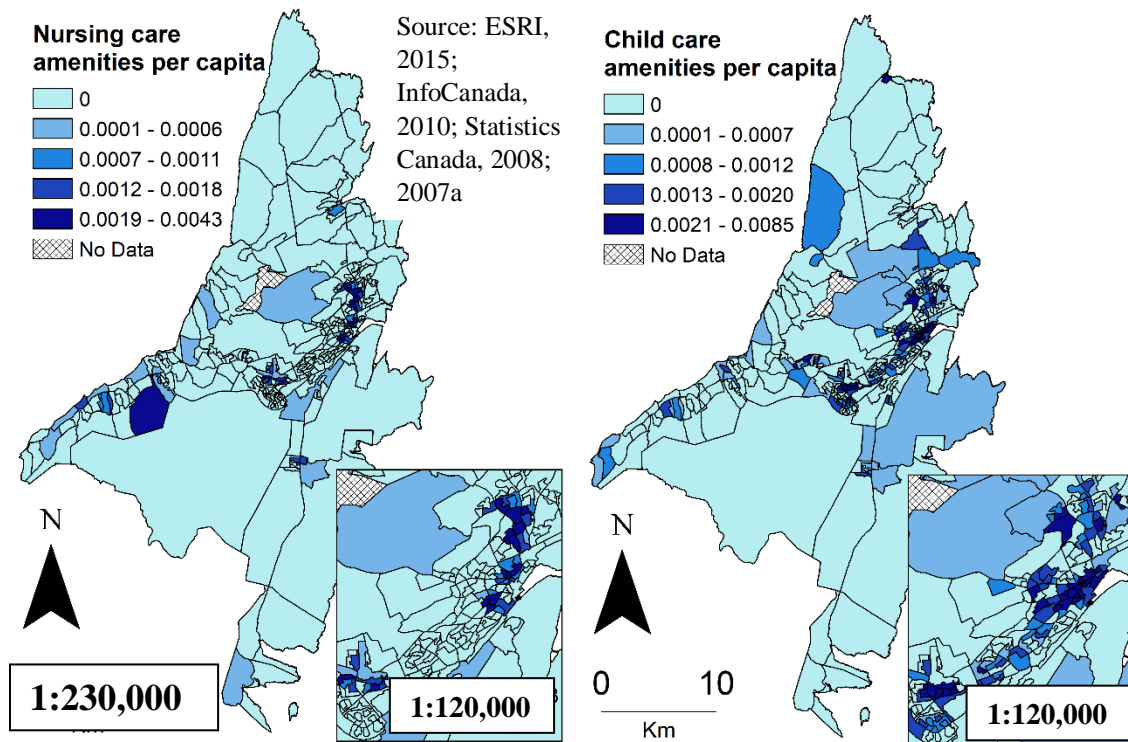 Nursing care
amenities per capita
0
0.0001 - 0.0006
0.0007 - 0.0011
0.0012 - 0.0018
0.0019 - 0.0043
No Data
Source: ESRI,
2015;
InfoCanada,
2010; Statistics
Canada, 2008;
2007a
Child care
amenities per capita
0
0.0001 - 0.0007
0.0008 - 0.0012
0.0013 - 0.0020
0.0021 - 0.0085
No Data
N
1:230,000
1:120,000
N
0 10
Km
1:120,000